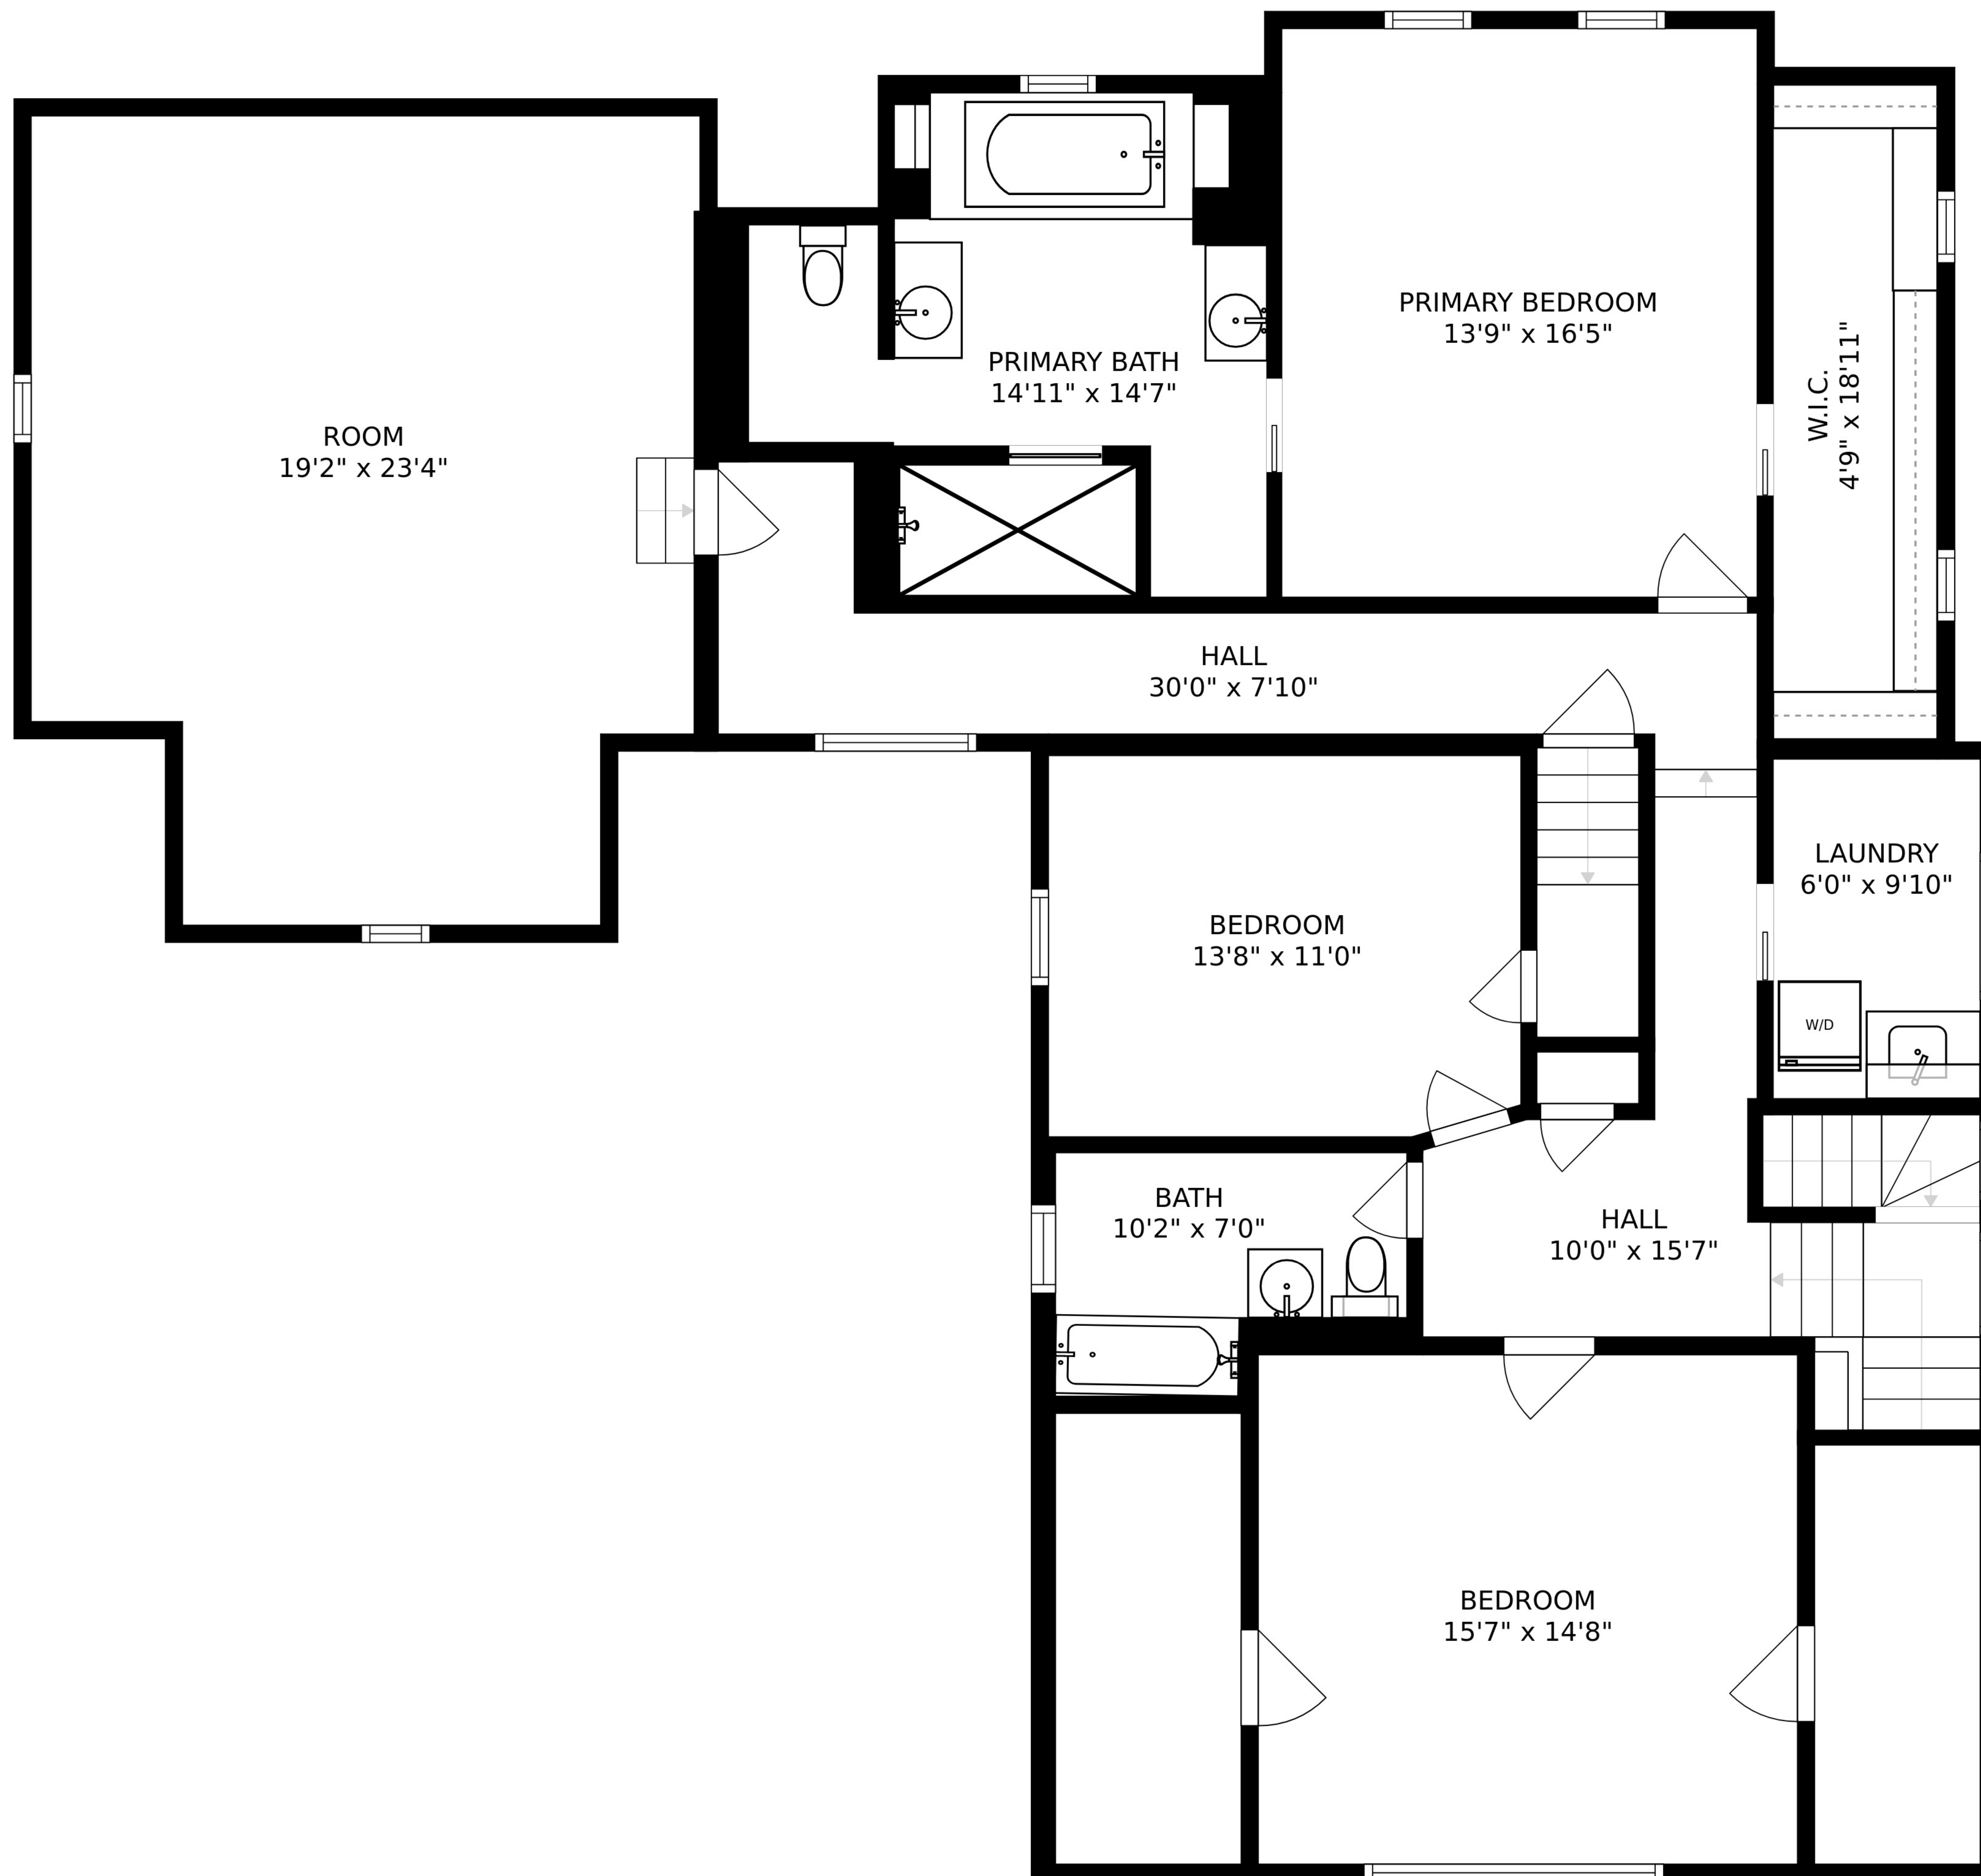 PRIMARY BEDROOM
13'9" x 16'5"
PRIMARY BATH
14'11" x 14'7"
W.I.C.
4'9" x 18'11"
ROOM
19'2" x 23'4"
HALL
30'0" x 7'10"
LAUNDRY
6'0" x 9'10"
BEDROOM
13'8" x 11'0"
W/D
BATH
10'2" x 7'0"
HALL
10'0" x 15'7"
BEDROOM
15'7" x 14'8"